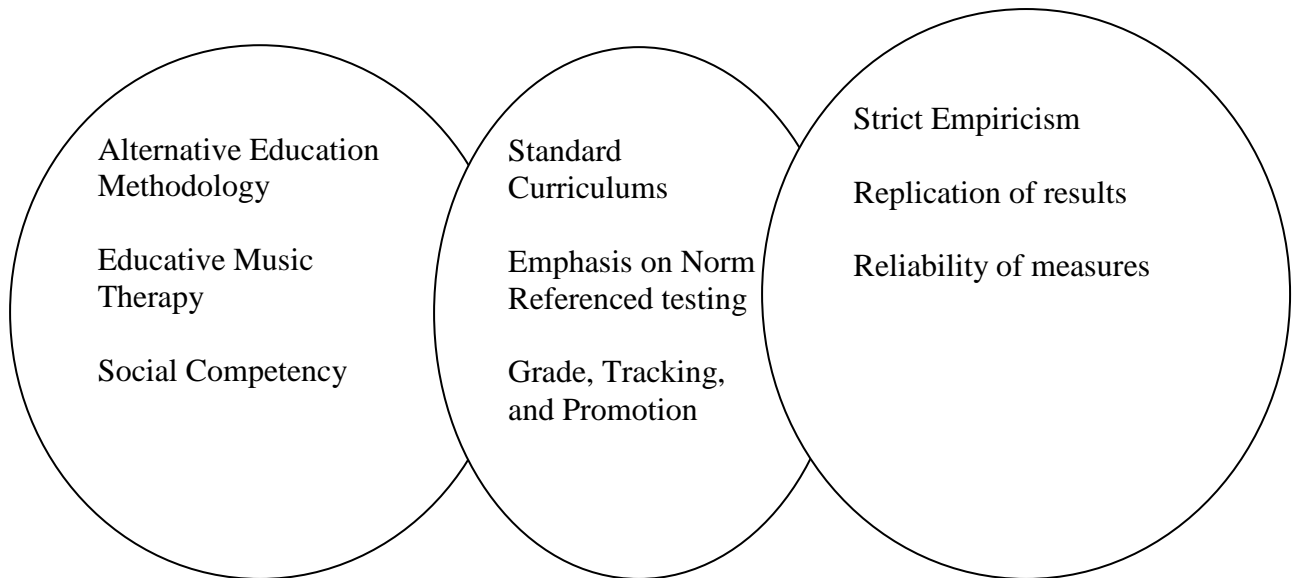 Alternative Education
Methodology
Educative Music
Therapy
Social Competency
Standard
Curriculums
Emphasis on Norm
Referenced testing
Grade, Tracking,
and Promotion
Strict Empiricism
Replication of results
Reliability of measures